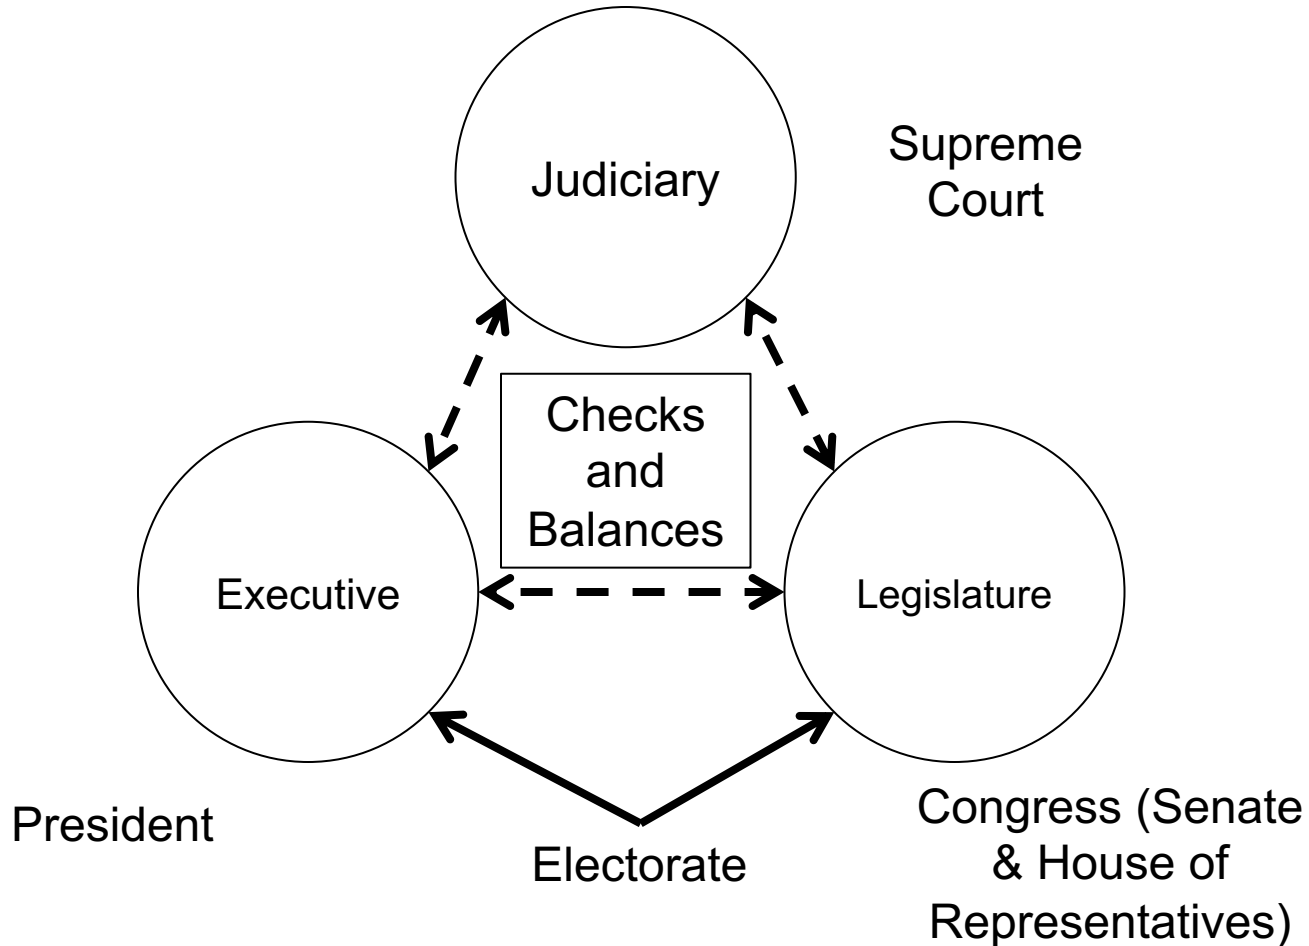 Judiciary
Supreme
Court
Checks
and
Balances
Executive
Legislature
President
Electorate
Congress (Senate
& House of
Representatives)